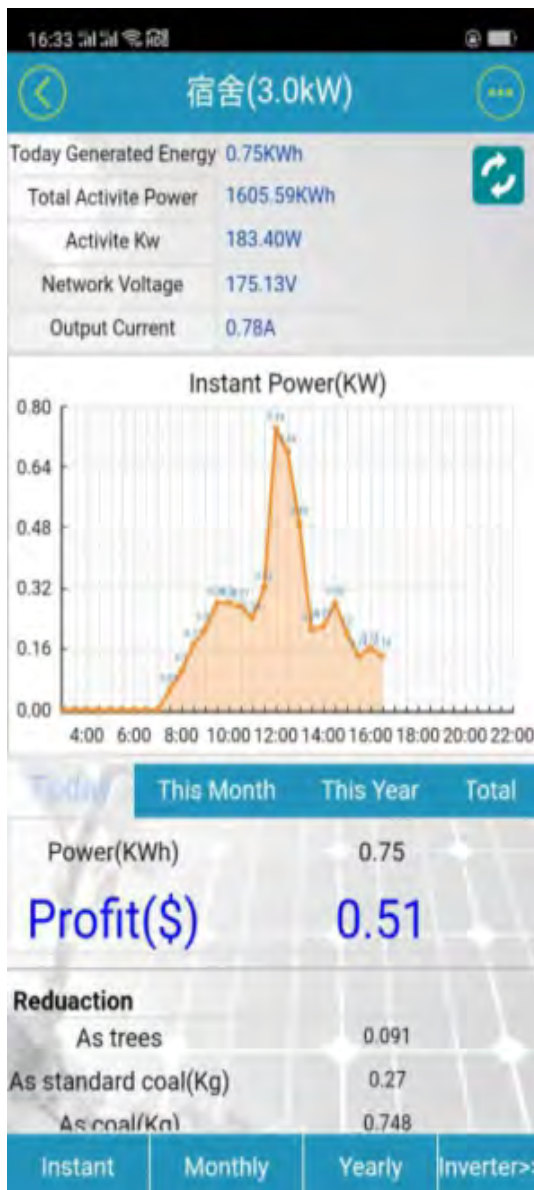 16:33
宿舍(3.0kW)
Today Generated Energy 0.75KWh
Total Activite Power 1605.59KWh
Activite Kw 183.40W
Network Voltage 175.13V
Output Current 0.78A
Instant Power(KW)
0.80
0.64
0.48
0.32
0.16
0.00
4:00 6:00 8:00 10:00 12:00 14:00 16:00 18:00 20:00 22:00
Today This Month This Year Total
Power(KWh) 0.75
Profit($) 0.51
Reduaction
As trees 0.091
As standard coal(Kg) 0.27
As coal(Kg) 0.748
Instant Monthly Yearly Inverter>>